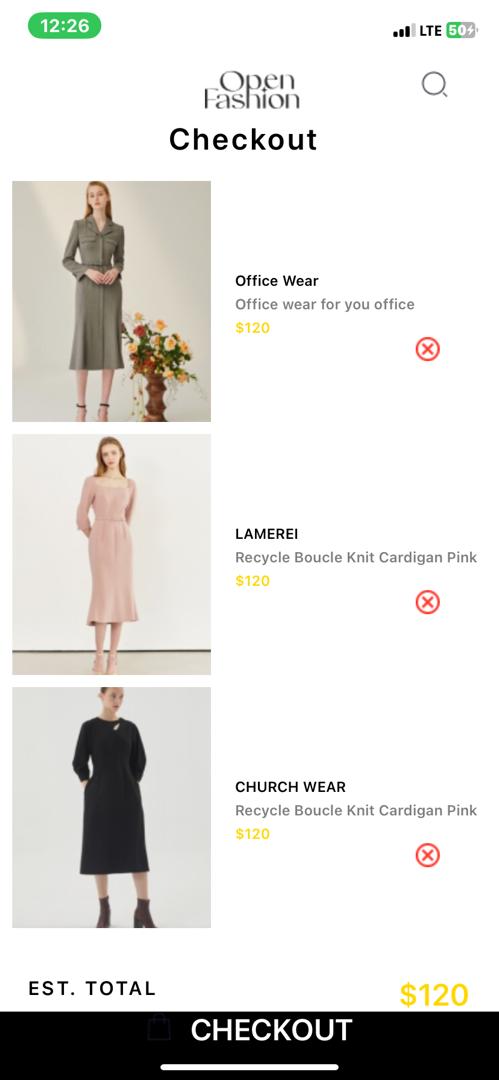 12:26
LTE 50
Open
Fashion
Checkout
Office Wear
Office wear for you office
$120
LAMEREI
Recycle Boucle Knit Cardigan Pink
$120
CHURCH WEAR
Recycle Boucle Knit Cardigan Pink
$120
EST. TOTAL
$120
CHECKOUT